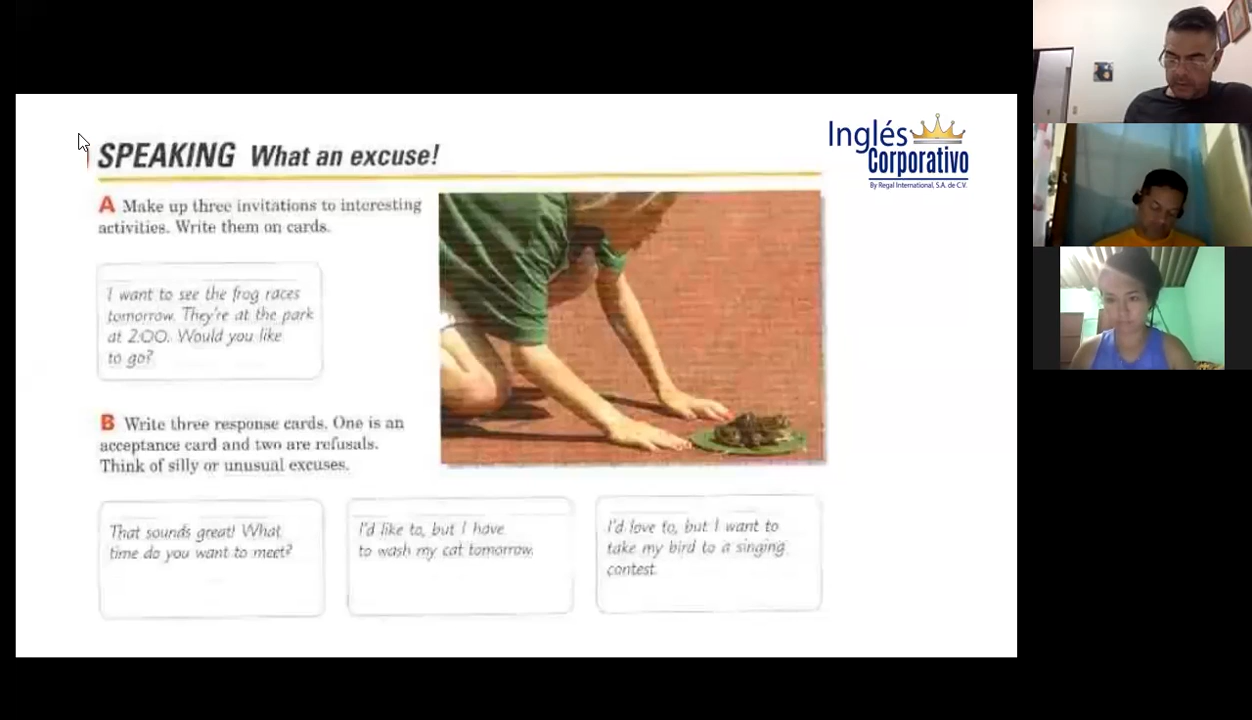 SPEAKING What an excuse!
Inglés
Corporativo
By Regal International, S.A. de C.V.
A Make up three invitations to interesting
activities. Write them on cards.
I want to see the frog races
tomorrow. They're at the park
at 2:00. Would you like
to go?
B Write three response cards. One is an
acceptance card and two are refusals.
Think of silly or unusual excuses.
That sounds great! What
time do you want to meet?
I'd like to, but I have
to wash my cat tomorrow.
I'd love to, but I want to
take my bird to a singing
contest.